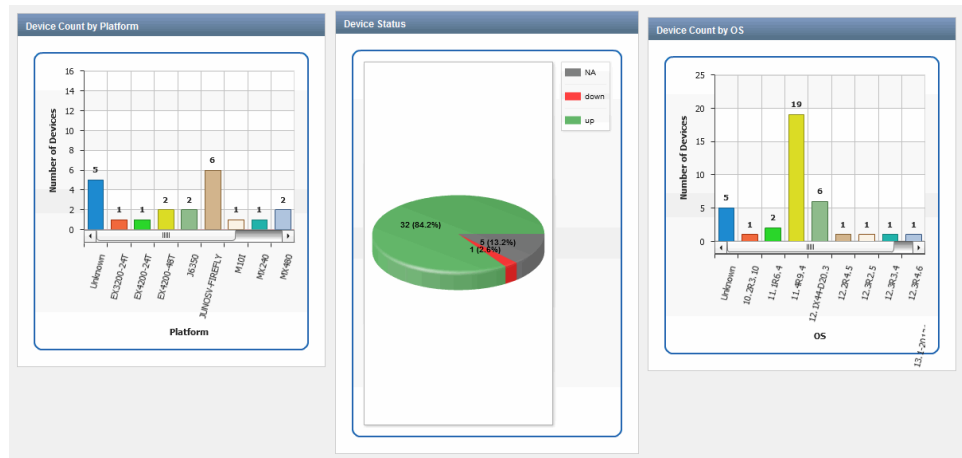 Device Count by Platform
16
14
12
10
8
6
4
2
0
Number of Devices
5
1
1
2
2
6
1
1
2
Unknown
EX3200-24T
EX4200-24T
EX4200-48T
J6350
JUNOSV-FIREFLY
M10I
MX240
MX480
Platform
Device Status
NA
down
up
32 (84.2%)
5 (13.2%)
1 (2.6%)
Device Count by OS
25
20
15
10
5
0
Number of Devices
5
1
2
19
6
1
1
1
1
Unknown
10.2R3.10
11.1R6.4
11.4R9.4
12.1X44-D20.3
12.2R4.5
12.3R2.5
12.3R3.4
12.3R4.6
OS